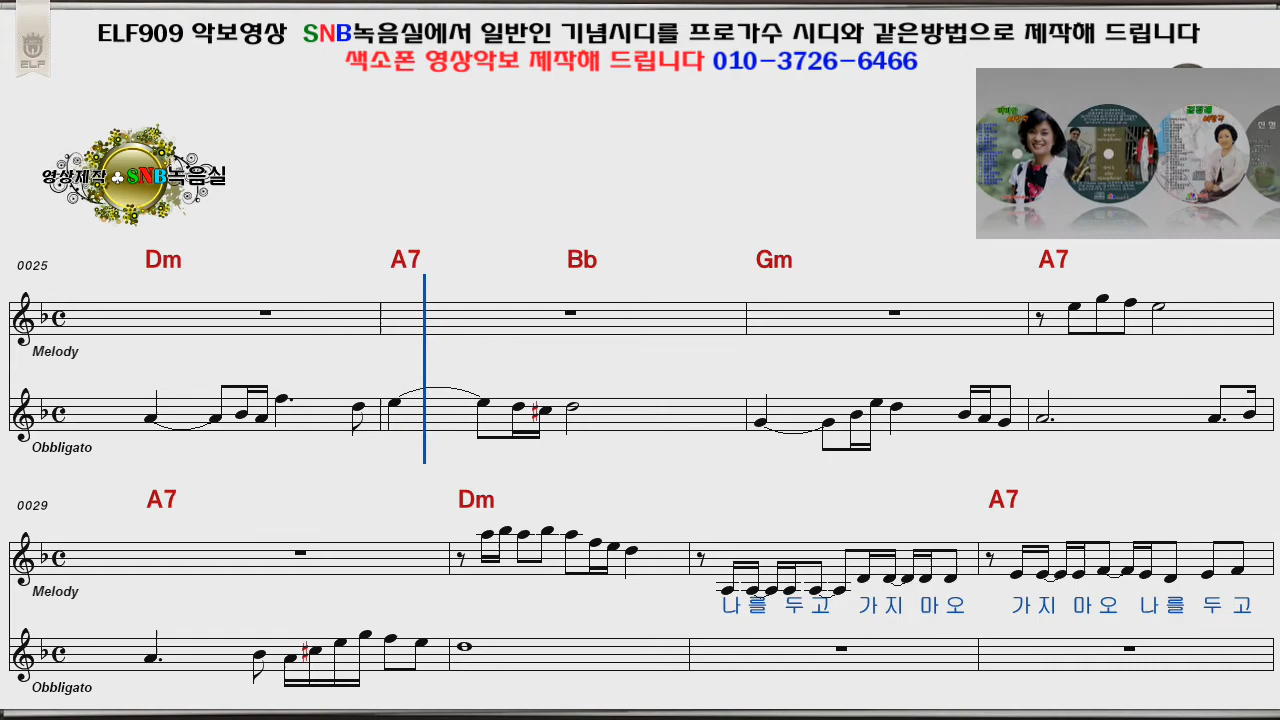 ELF909 악보영상 SNB녹음실에서 일반인 기념시디를 프로가수 시디와 같은방법으로 제작해 드립니다
색소폰 영상악보 제작해 드립니다 010-3726-6466
ELF
영상제작 ♣ SNB녹음실
Dm A7 Bb Gm A7
0025
Melody
Obbligato
A7 Dm A7
0029
Melody
나를 두고 가지 마오 가지 마오 나를 두고
Obbligato